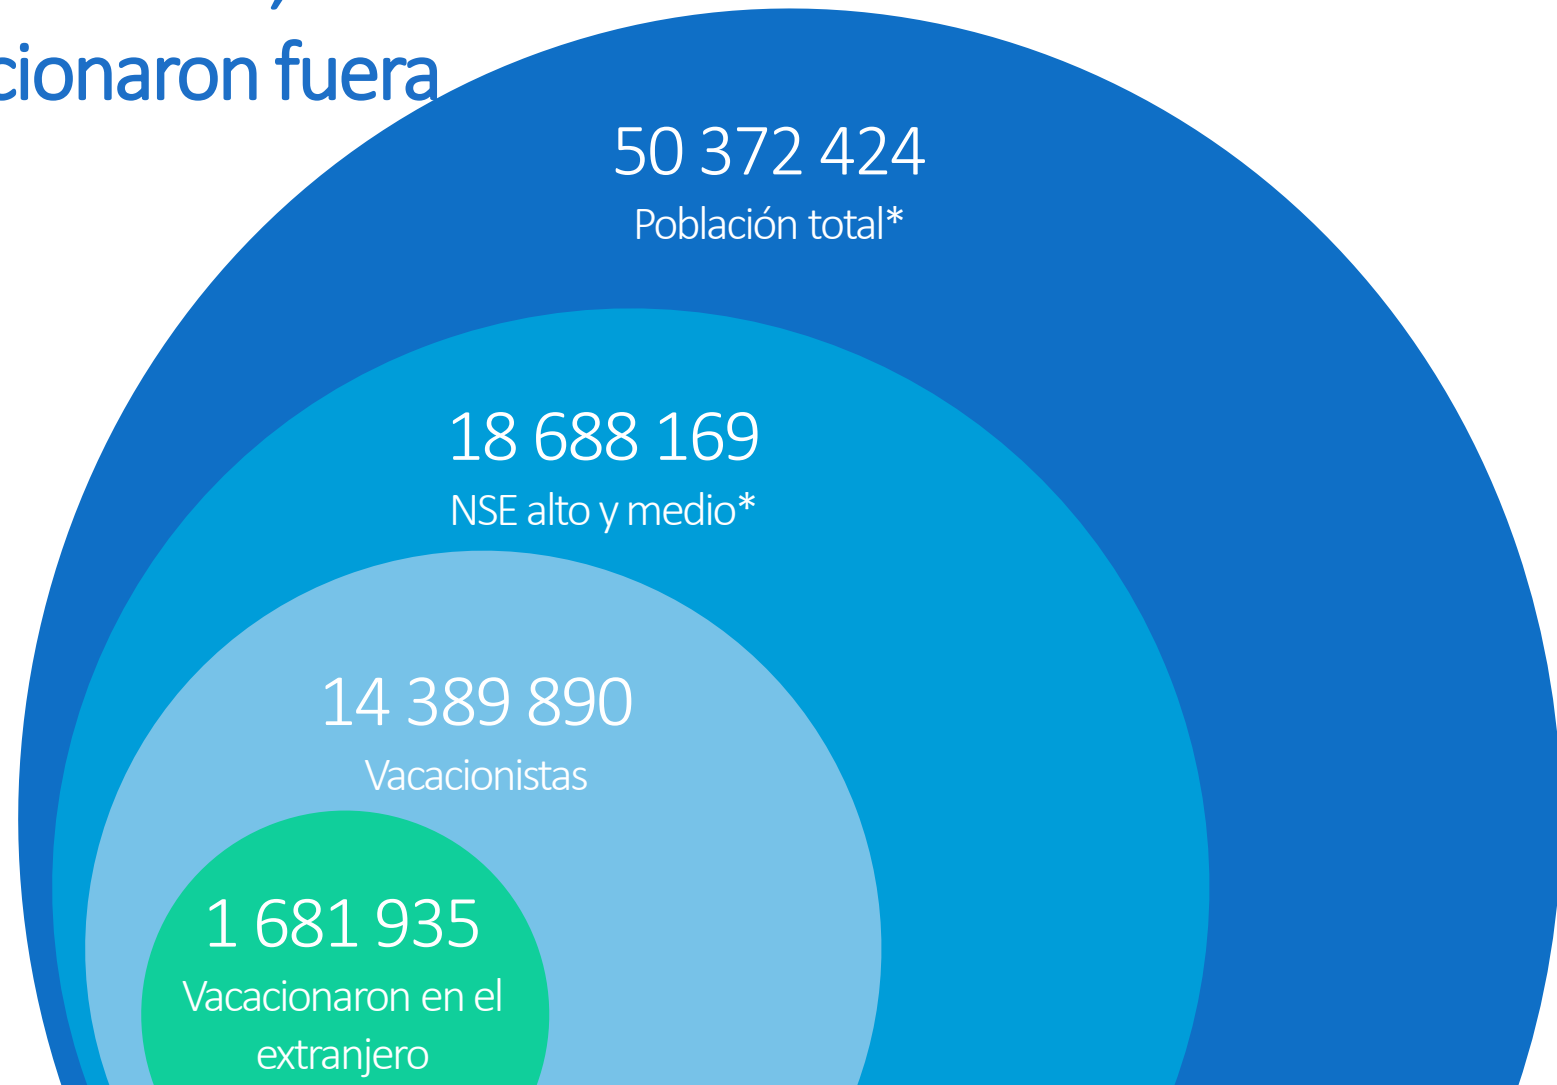 cionaron fuera
50 372 424
Población total*
18 688 169
NSE alto y medio*
14 389 890
Vacacionistas
1 681 935
Vacacionaron en el
extranjero